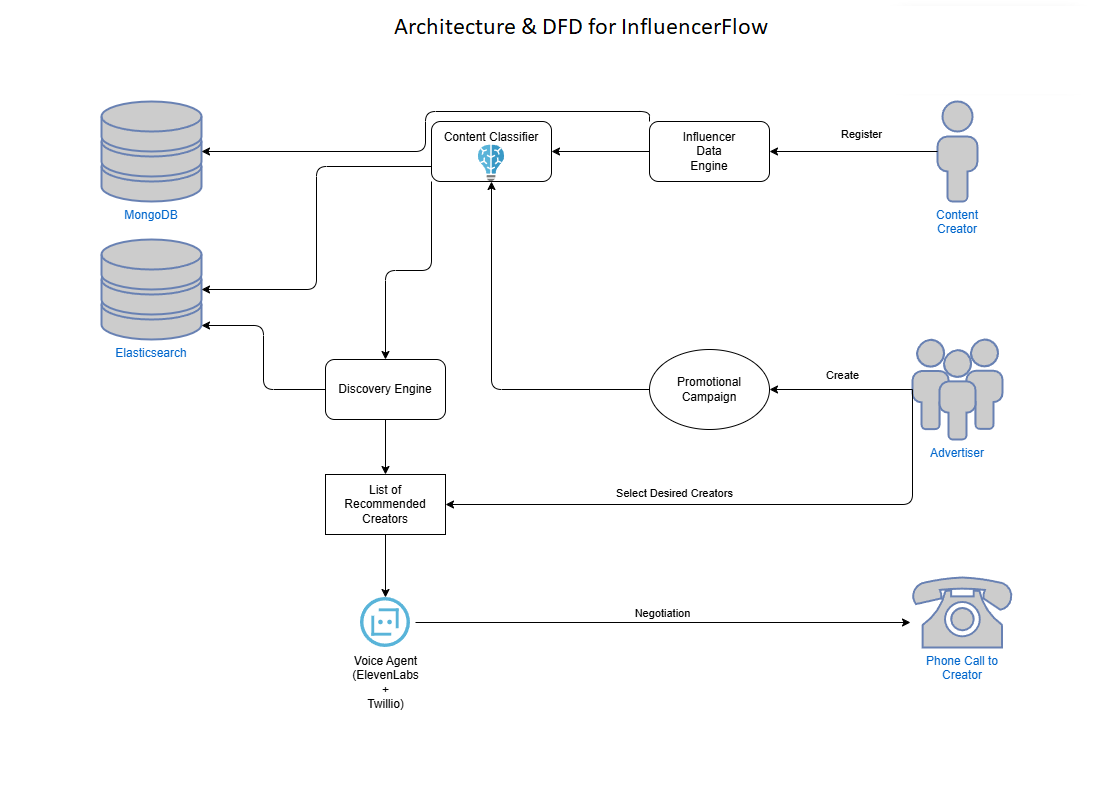 Architecture & DFD for InfluencerFlow
Content Classifier
Influencer
Data
Engine
Register
MongoDB
Content
Creator
Elasticsearch
Discovery Engine
Promotional
Campaign
Create
Advertiser
List of
Recommended
Creators
Select Desired Creators
Negotiation
Voice Agent
(ElevenLabs
+
Twillio)
Phone Call to
Creator